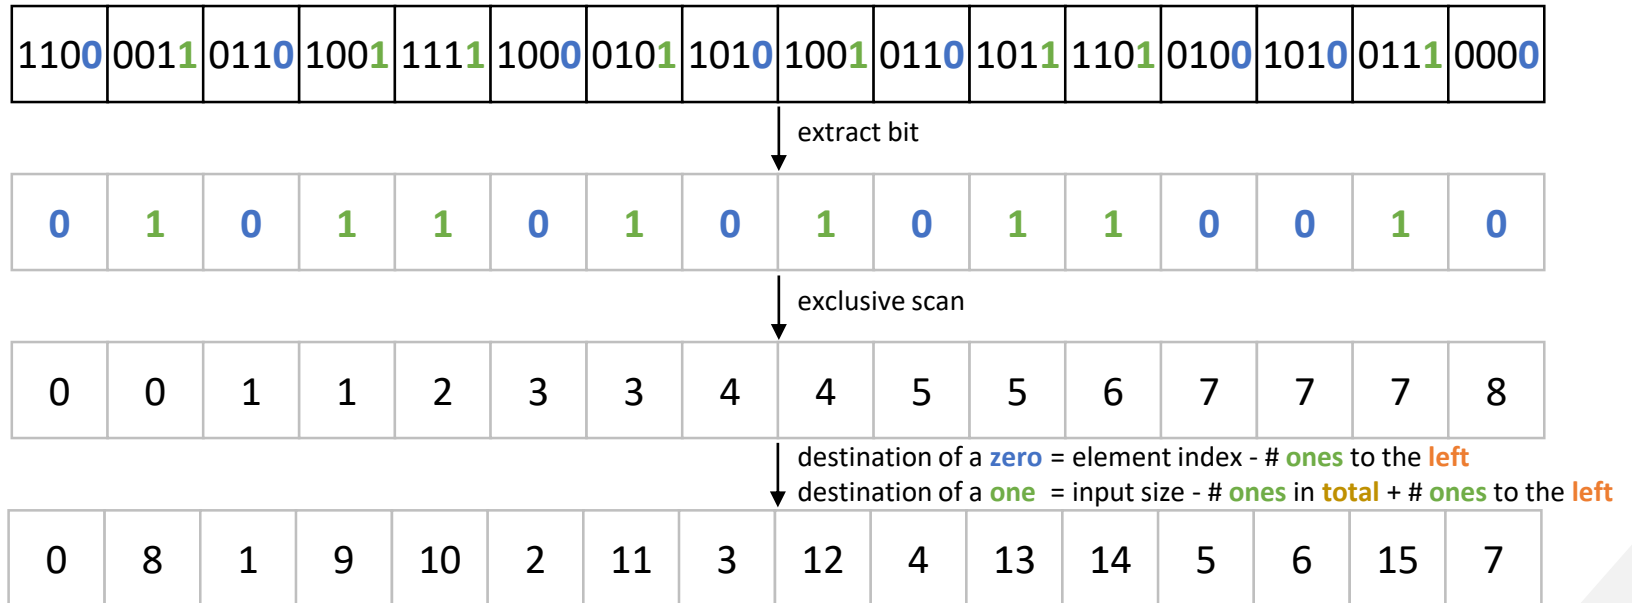 1100 0011 0110 1001 1111 1000 0101 1010 1001 0110 1011 1101 0100 1010 0111 0000
extract bit
0 1 0 1 1 0 1 0 1 0 1 1 0 0 1 0
exclusive scan
0 0 1 1 2 3 3 4 4 5 5 6 7 7 7 8
destination of a zero = element index - # ones to the left
destination of a one = input size - # ones in total + # ones to the left
0 8 1 9 10 2 11 3 12 4 13 14 5 6 15 7